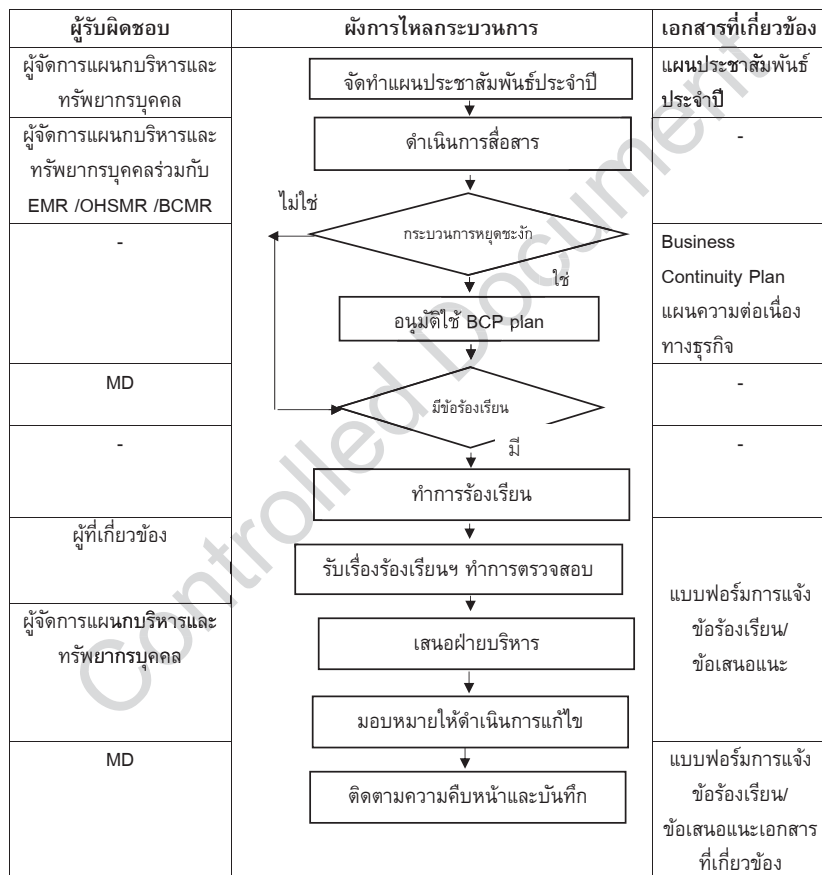 ผู้รับผิดชอบ ผังการไหลกระบวนการ เอกสารที่เกี่ยวข้อง
ผู้จัดการแผนกบริหารและ
ทรัพยากรบุคคล
จัดทำแผนประชาสัมพันธ์ประจำปี
แผนประชาสัมพันธ์
ประจำปี
ผู้จัดการแผนกบริหารและ
ทรัพยากรบุคคลร่วมกับ
EMR /OHSMR /BCMR
ดำเนินการสื่อสาร
-
ไม่ใช่
-
กระบวนการหยุดชะงัก
ใช่
อนุมัติใช้ BCP plan
Business
Continuity Plan
แผนความต่อเนื่อง
ทางธุรกิจ
MD
มีข้อร้องเรียน
-
-
มี
-
ทำการร้องเรียน
ผู้ที่เกี่ยวข้อง
รับเรื่องร้องเรียนฯ ทำการตรวจสอบ
ผู้จัดการแผนกบริหารและ
ทรัพยากรบุคคล
เสนอฝ่ายบริหาร
แบบฟอร์มการแจ้ง
ข้อร้องเรียน/
ข้อเสนอแนะ
มอบหมายให้ดำเนินการแก้ไข
MD
ติดตามความคืบหน้าและบันทึก
แบบฟอร์มการแจ้ง
ข้อร้องเรียน/
ข้อเสนอแนะเอกสาร
ที่เกี่ยวข้อง
Controlled Document